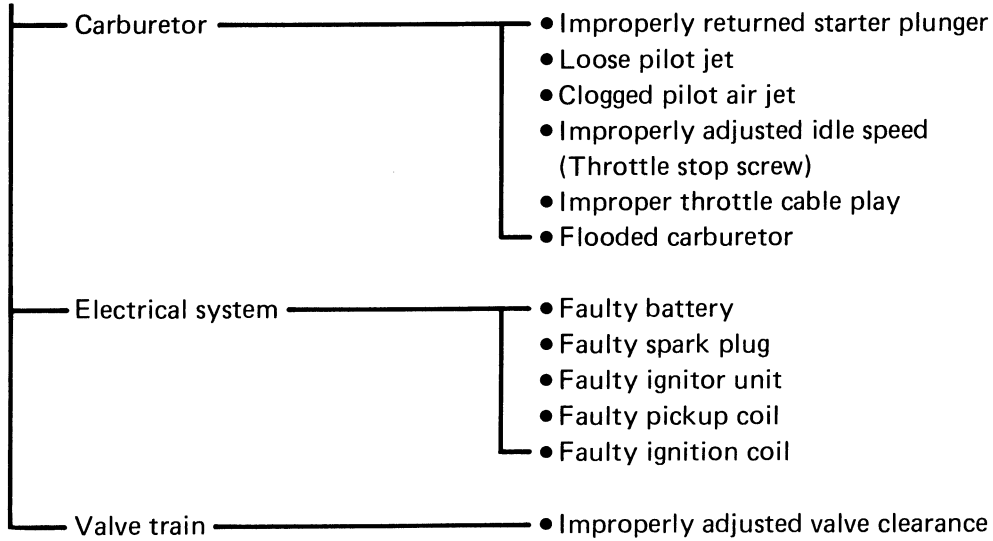 Carburetor
• Improperly returned starter plunger
• Loose pilot jet
• Clogged pilot air jet
• Improperly adjusted idle speed
(Throttle stop screw)
• Improper throttle cable play
• Flooded carburetor
Electrical system
• Faulty battery
• Faulty spark plug
• Faulty ignitor unit
• Faulty pickup coil
• Faulty ignition coil
Valve train
• Improperly adjusted valve clearance